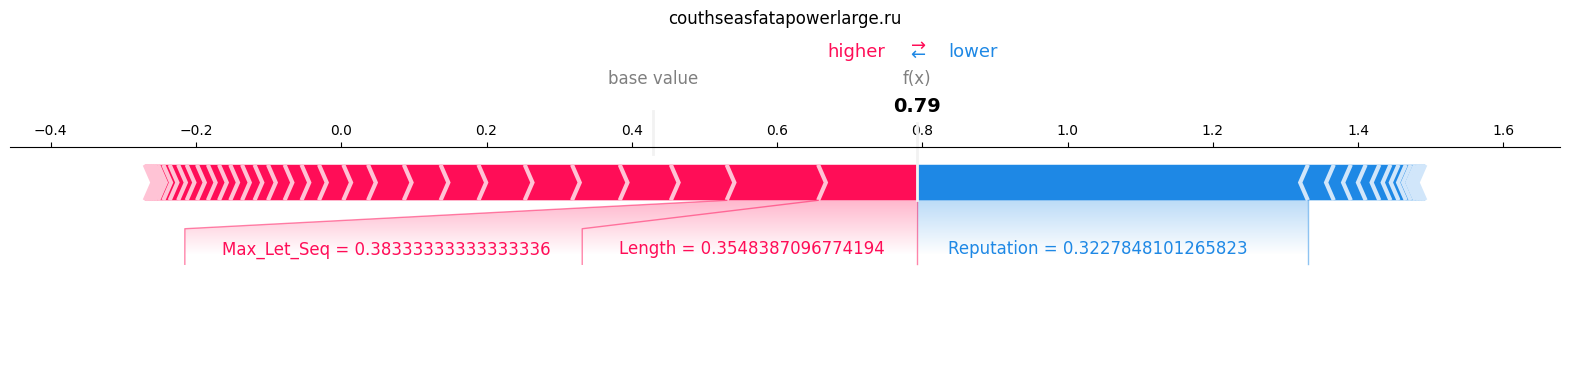 couthseasfatapowerlarge.ru
higher → ← lower
base value f(x)
0.79
−0.4 −0.2 0.0 0.2 0.4 0.6 0.8 1.0 1.2 1.4 1.6
Max_Let_Seq = 0.38333333333333336 Length = 0.3548387096774194 Reputation = 0.3227848101265823